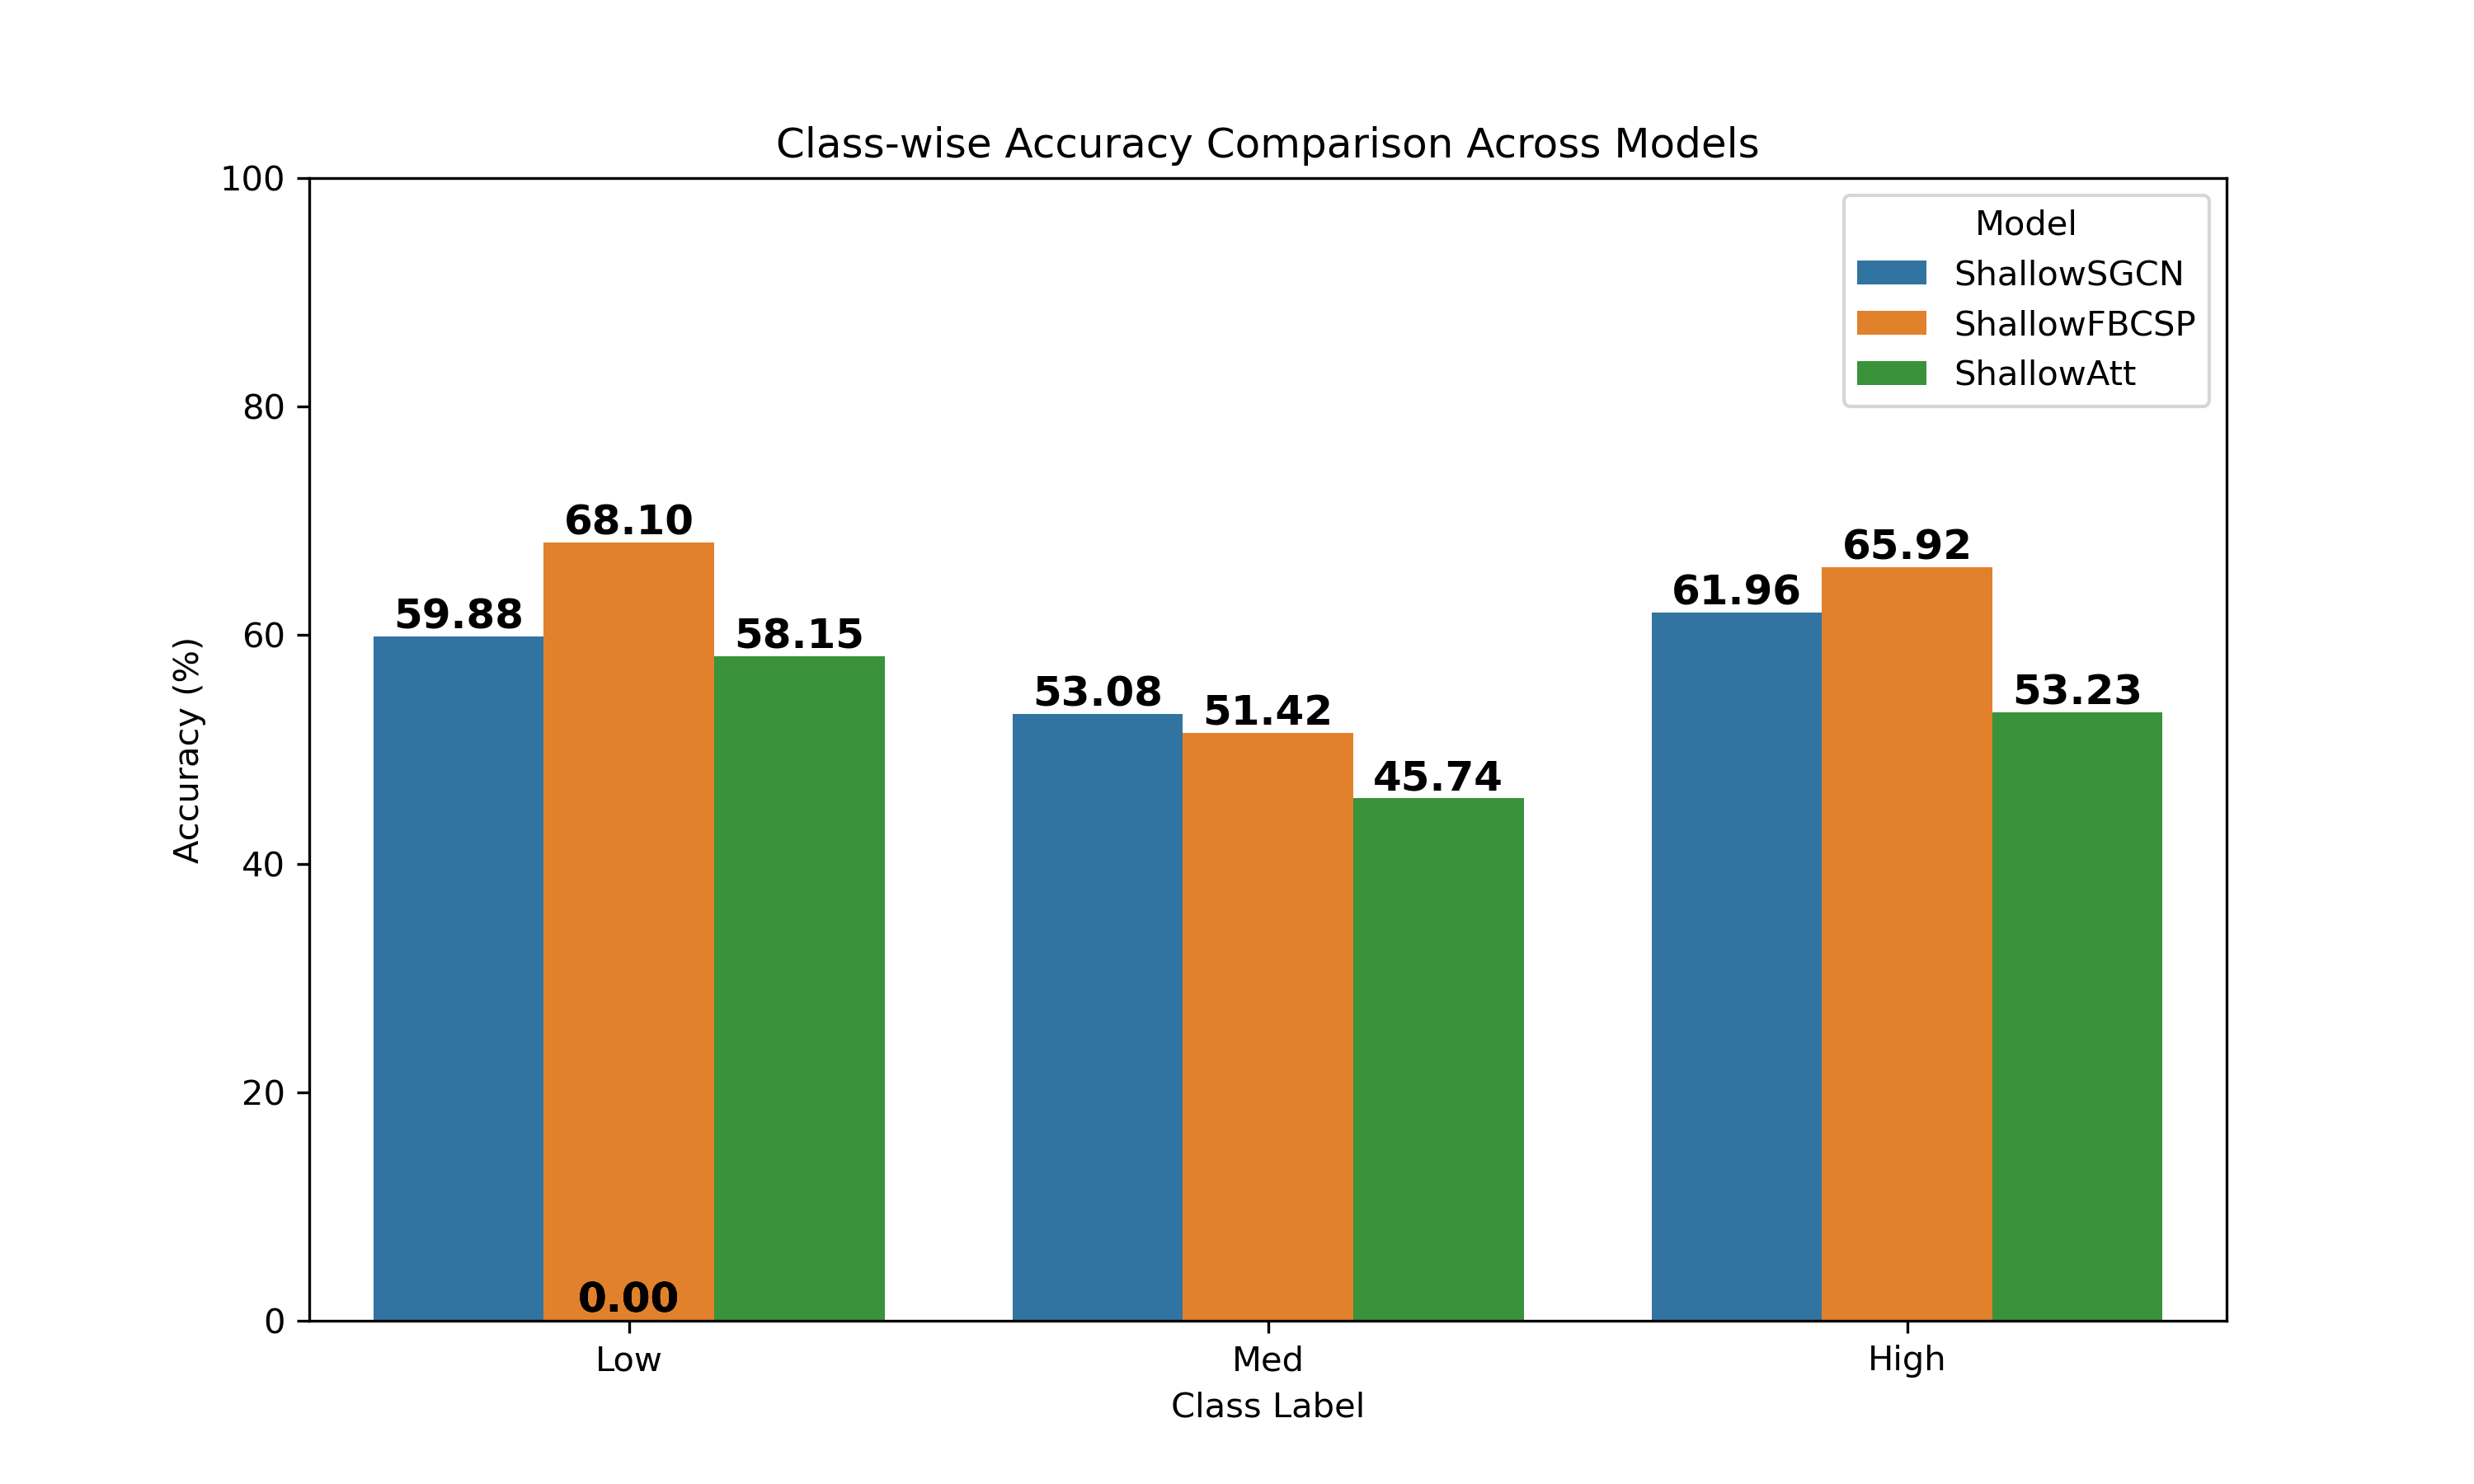 Class-wise Accuracy Comparison Across Models
100
80
60
40
20
0
Accuracy (%)
Model
ShallowSGCN
ShallowFBCSP
ShallowAtt
59.88
68.10
58.15
0.00
53.08
51.42
45.74
61.96
65.92
53.23
Low
Med
High
Class Label